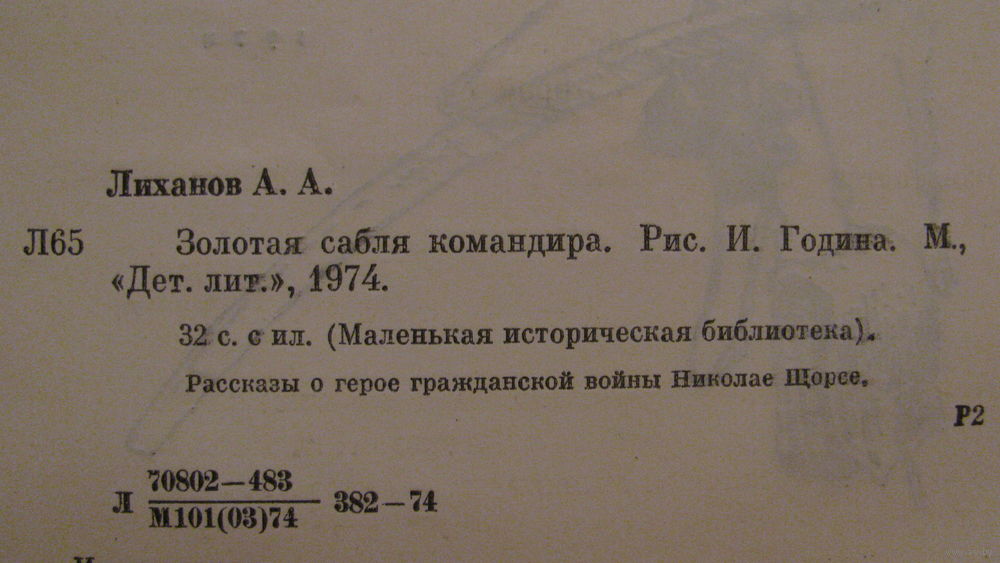 Лиханов А. А.
Л65 Золотая сабля командира. Рис. И. Година. М.,
«Дет. лит.», 1974.
32 с. с ил. (Маленькая историческая библиотека).
Рассказы о герое гражданской войны Николае Щорсе.
Р2
Л 70802—483 382—74
М101(03)74